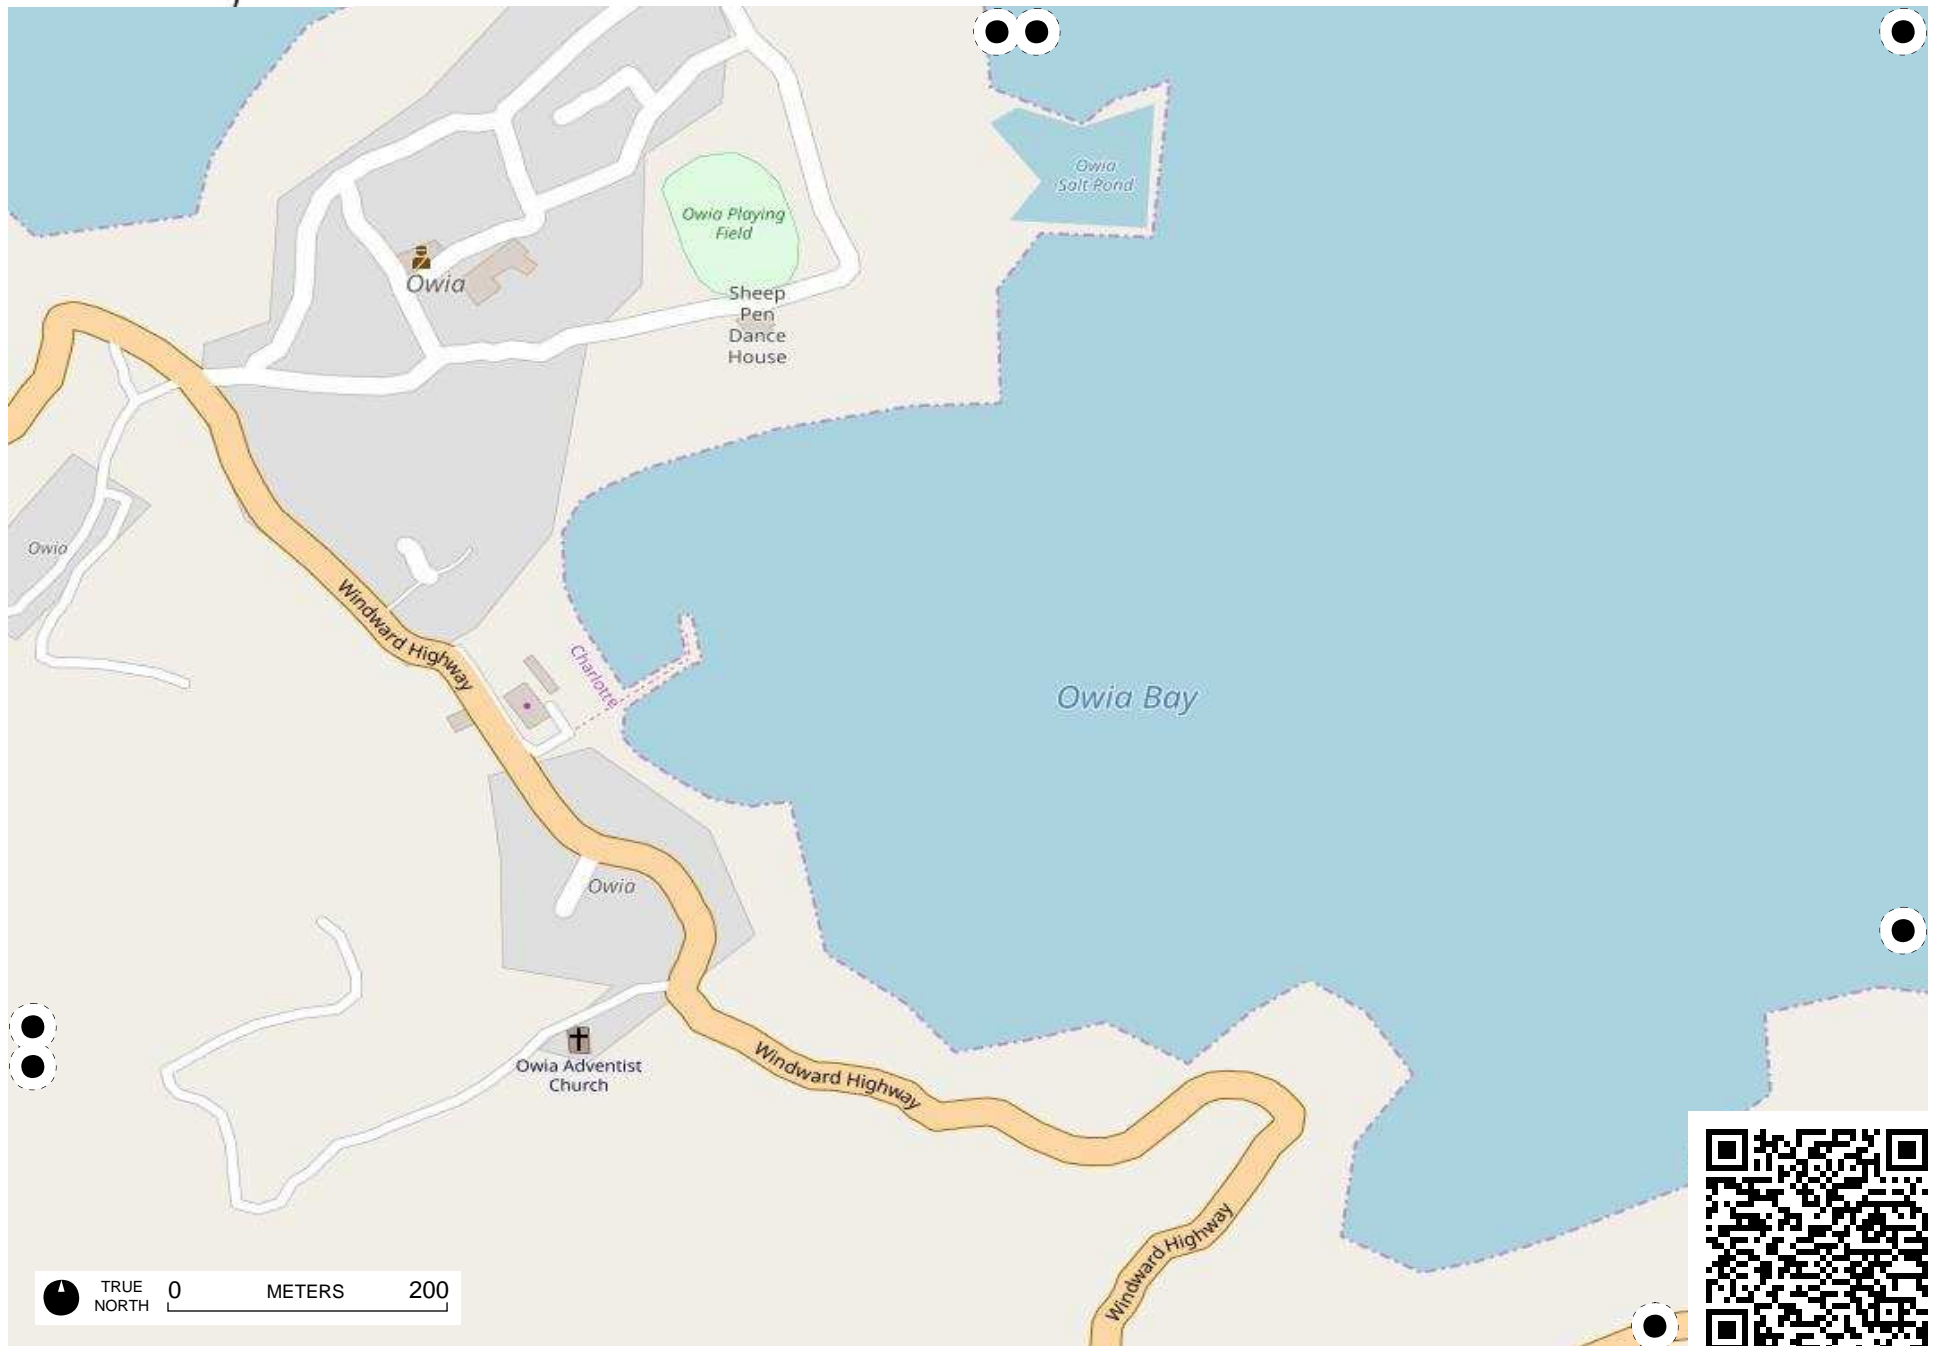 Owia
Salt Pond
Owia Playing
Field
Owia
Sheep
Pen
Dance
House
Owia
Windward Highway
Charlotte
Owia Bay
Owia
Owia Adventist
Church
Windward Highway
Windward Highway
TRUE
NORTH
0 METERS 200